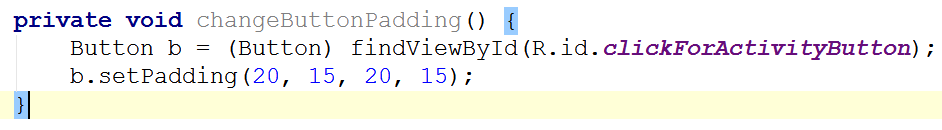 private void changeButtonPadding() {
    Button b = (Button) findViewById(R.id.clickForActivityButton);
    b.setPadding(20, 15, 20, 15);
}